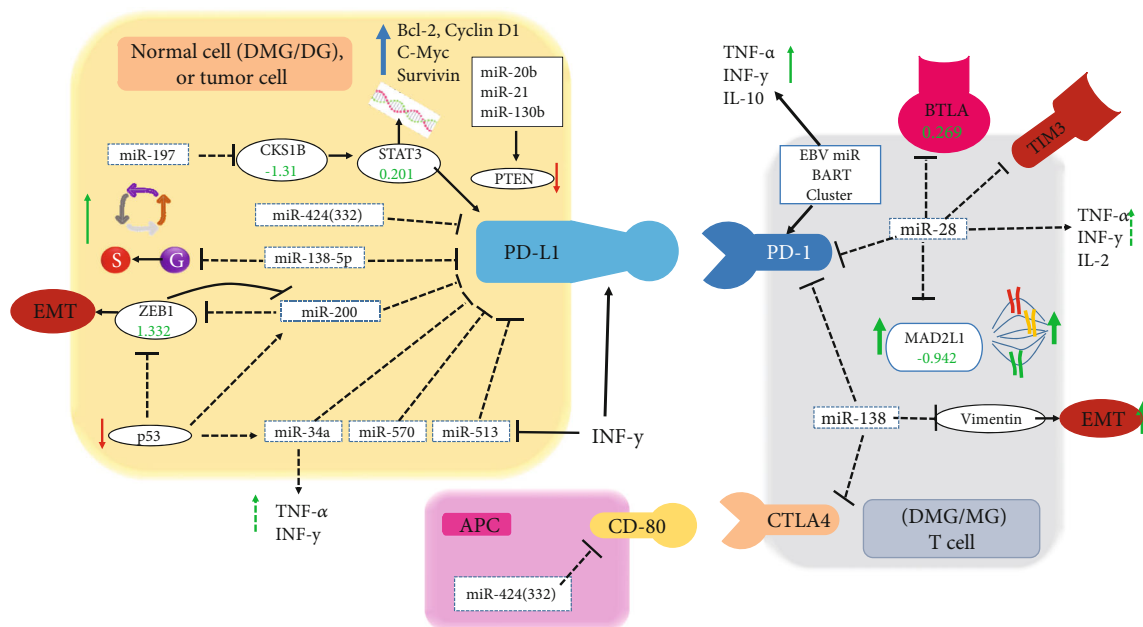 Normal cell (DMG/DG),
or tumor cell
Bcl-2, Cyclin D1
C-Myc
Survivin
miR-20b
miR-21
miR-130b
miR-197
CKS1B
-1.31
STAT3
0.201
PTEN
miR-424(332)
S
G
miR-138-5p
PD-L1
EMT
ZEB1
1.332
miR-200
p53
miR-34a
miR-570
miR-513
INF-y
TNF-α
INF-y
TNF-α
INF-y
IL-10
EBV miR
BART
Cluster
BTLA
0.269
TIM3
PD-1
miR-28
TNF-α
INF-y
IL-2
MAD2L1
-0.942
miR-138
Vimentin
EMT
CTLA4
(DMG/MG)
T cell
APC
CD-80
miR-424(332)